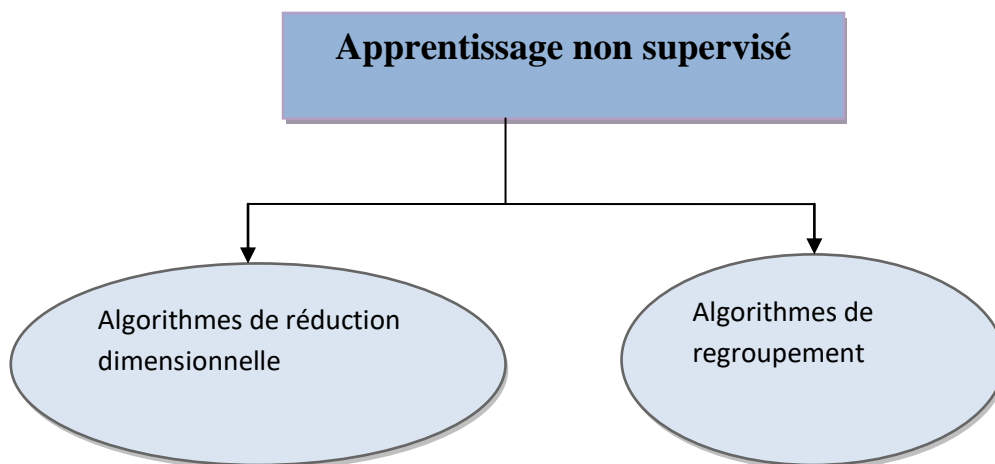 Apprentissage non supervisé
Algorithmes de réduction
dimensionnelle
Algorithmes de
regroupement